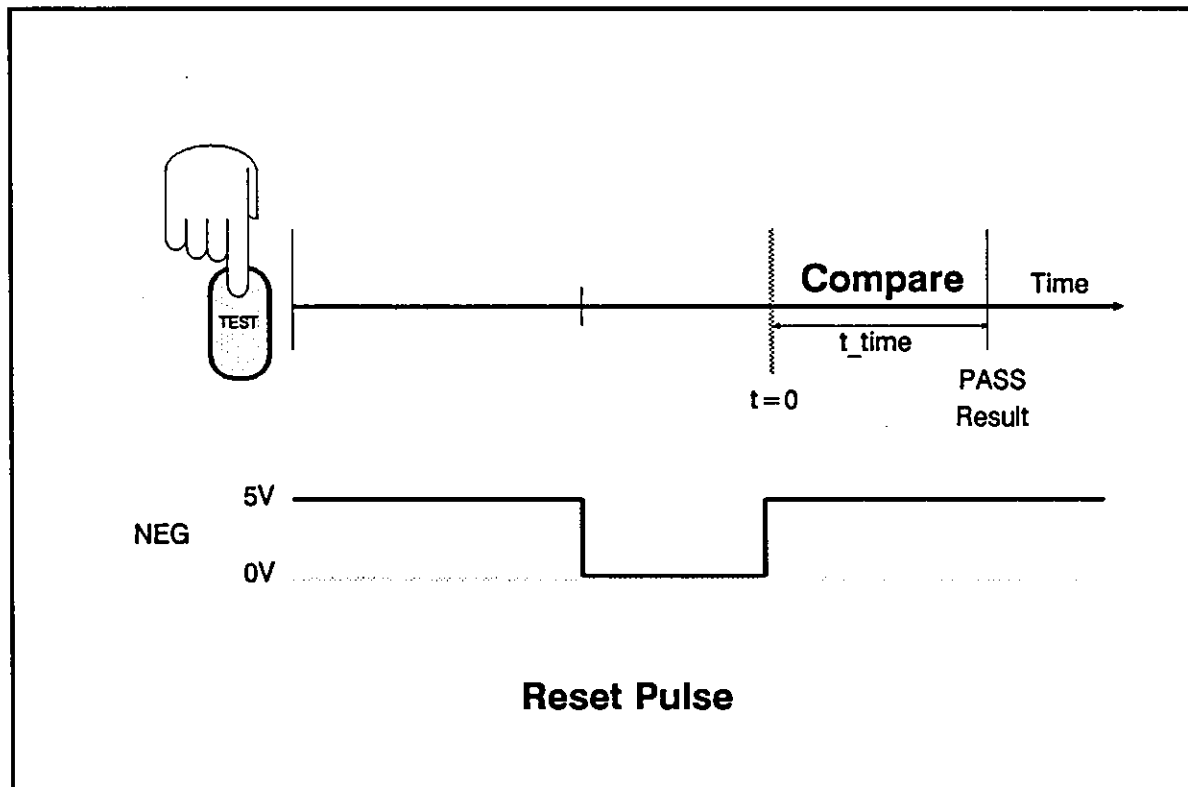 TEST
Compare
Time
t_time
t=0
PASS
Result
5V
NEG
0V
Reset Pulse